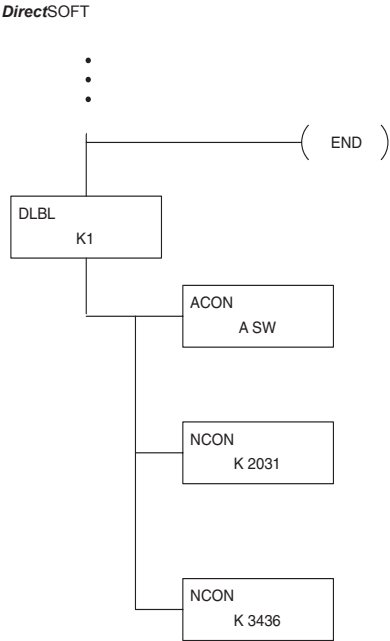 DirectSOFT
END
DLBL
K1
ACON
A SW
NCON
K 2031
NCON
K 3436